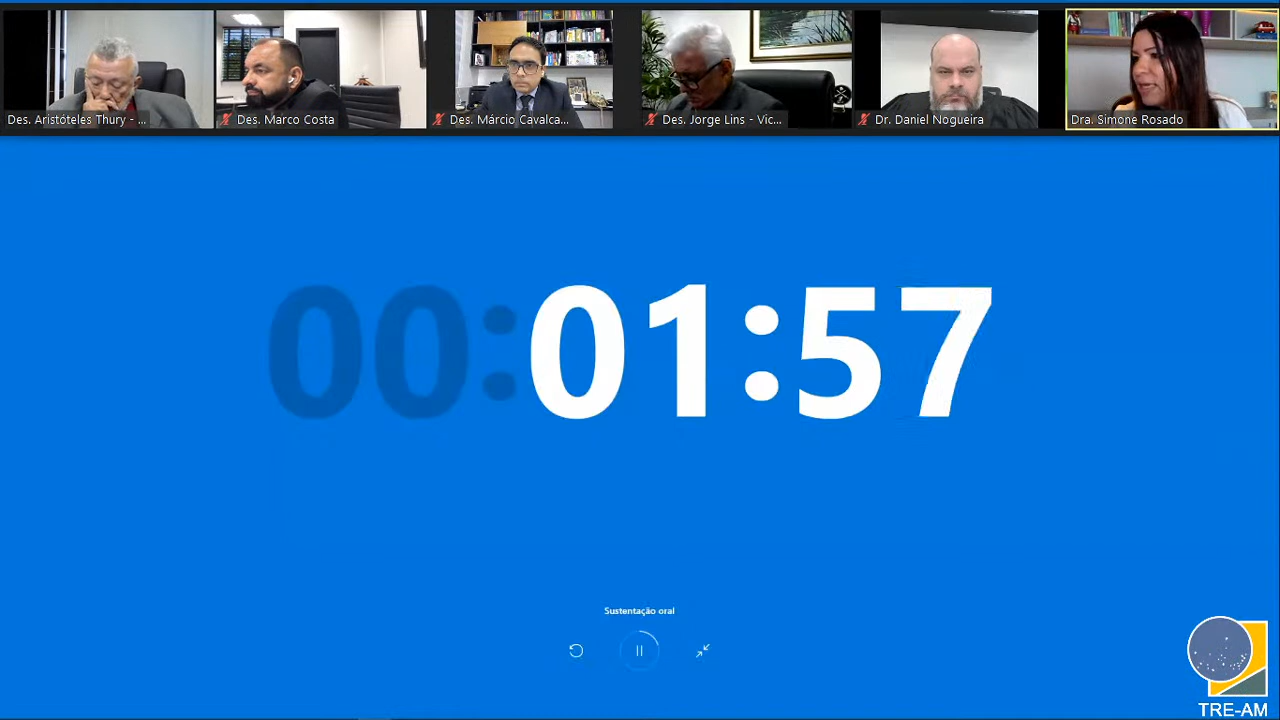 Des. Aristóteles Thury - ...
Des. Marco Costa
Des. Márcio Cavalca...
Des. Jorge Lins - Vic...
Dr. Daniel Nogueira
Dra. Simone Rosado
00:01:57
Sustentação oral
TRE-AM